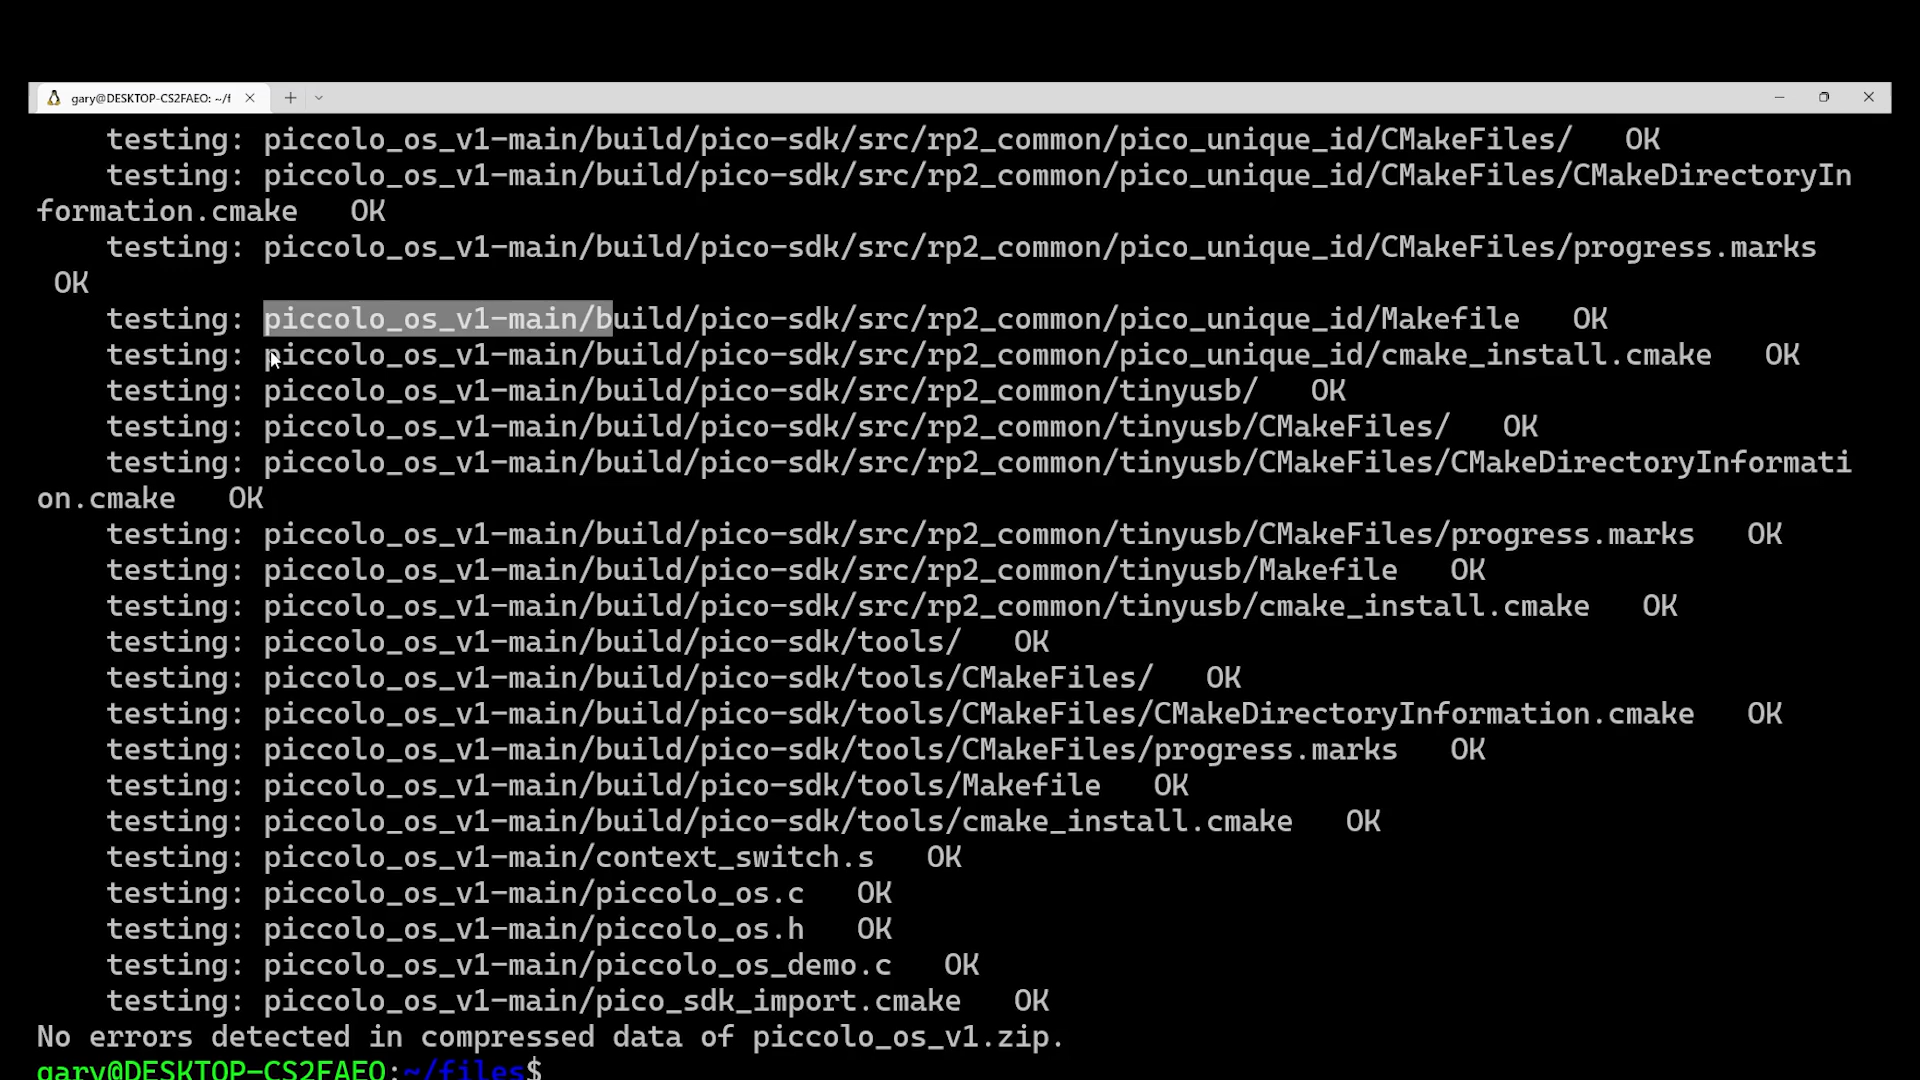 gary@DESKTOP-CS2FAEO: ~/f
testing: piccolo_os_v1-main/build/pico-sdk/src/rp2_common/pico_unique_id/CMakeFiles/   OK
testing: piccolo_os_v1-main/build/pico-sdk/src/rp2_common/pico_unique_id/CMakeFiles/CMakeDirectoryIn
formation.cmake   OK
testing: piccolo_os_v1-main/build/pico-sdk/src/rp2_common/pico_unique_id/CMakeFiles/progress.marks
OK
testing: piccolo_os_v1-main/build/pico-sdk/src/rp2_common/pico_unique_id/Makefile   OK
testing: piccolo_os_v1-main/build/pico-sdk/src/rp2_common/pico_unique_id/cmake_install.cmake   OK
testing: piccolo_os_v1-main/build/pico-sdk/src/rp2_common/tinyusb/   OK
testing: piccolo_os_v1-main/build/pico-sdk/src/rp2_common/tinyusb/CMakeFiles/   OK
testing: piccolo_os_v1-main/build/pico-sdk/src/rp2_common/tinyusb/CMakeFiles/CMakeDirectoryInformati
on.cmake   OK
testing: piccolo_os_v1-main/build/pico-sdk/src/rp2_common/tinyusb/CMakeFiles/progress.marks   OK
testing: piccolo_os_v1-main/build/pico-sdk/src/rp2_common/tinyusb/Makefile   OK
testing: piccolo_os_v1-main/build/pico-sdk/src/rp2_common/tinyusb/cmake_install.cmake   OK
testing: piccolo_os_v1-main/build/pico-sdk/tools/   OK
testing: piccolo_os_v1-main/build/pico-sdk/tools/CMakeFiles/   OK
testing: piccolo_os_v1-main/build/pico-sdk/tools/CMakeFiles/CMakeDirectoryInformation.cmake   OK
testing: piccolo_os_v1-main/build/pico-sdk/tools/CMakeFiles/progress.marks   OK
testing: piccolo_os_v1-main/build/pico-sdk/tools/Makefile   OK
testing: piccolo_os_v1-main/build/pico-sdk/tools/cmake_install.cmake   OK
testing: piccolo_os_v1-main/context_switch.s   OK
testing: piccolo_os_v1-main/piccolo_os.c   OK
testing: piccolo_os_v1-main/piccolo_os.h   OK
testing: piccolo_os_v1-main/piccolo_os_demo.c   OK
testing: piccolo_os_v1-main/pico_sdk_import.cmake   OK
No errors detected in compressed data of piccolo_os_v1.zip.
gary@DESKTOP-CS2FAEO:~/files$